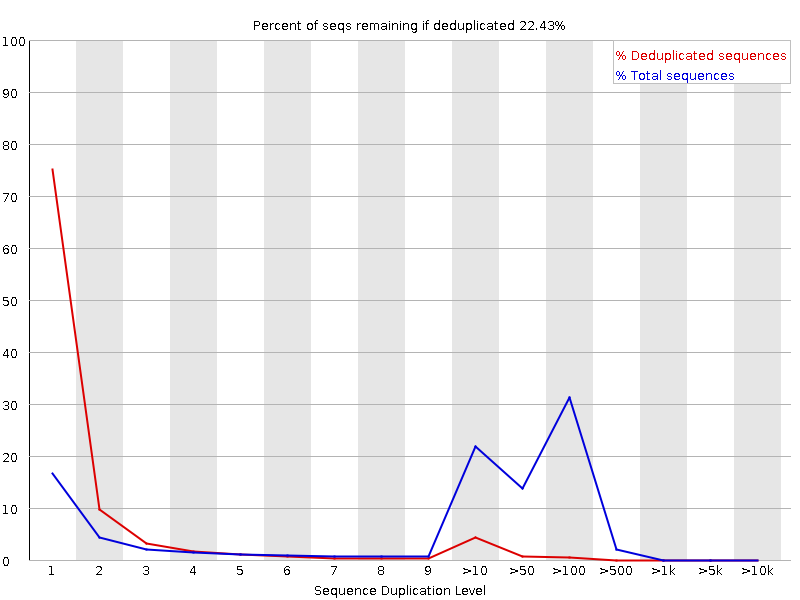 Percent of seqs remaining if deduplicated 22.43%
% Deduplicated sequences
% Total sequences
100
90
80
70
60
50
40
30
20
10
0
1 2 3 4 5 6 7 8 9 >10 >50 >100 >500 >1k >5k >10k
Sequence Duplication Level